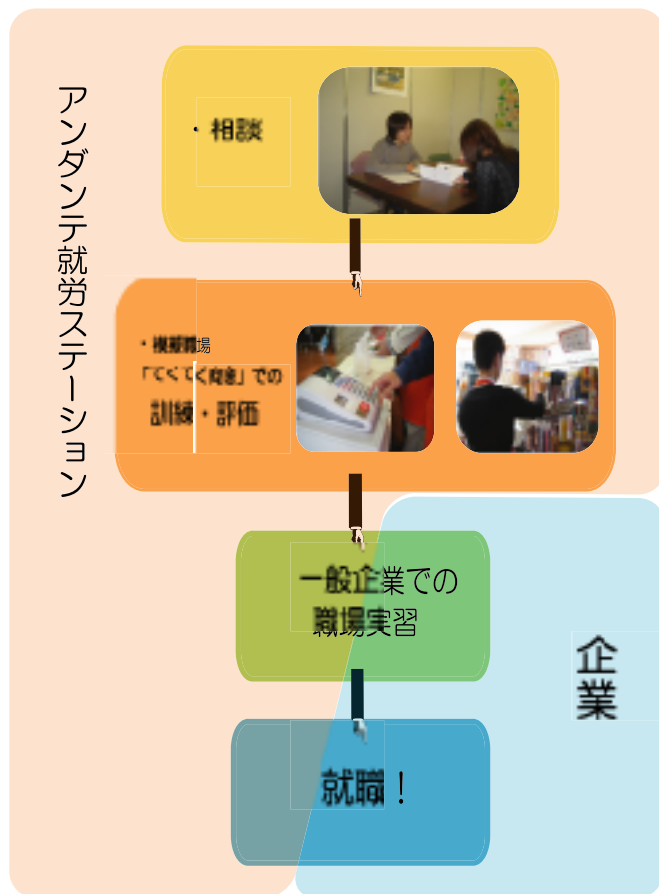 アンダンテ就労ステーション
・相談
・模擬職場
「てくてく向舎」での
訓練・評価
一般企業での
職場実習
企業
就職！